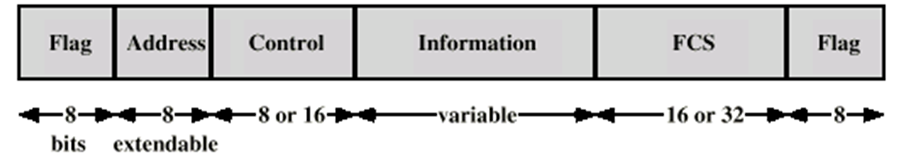 Flag Address Control Information FCS Flag
8 8 8 or 16 variable 16 or 32 8
bits extendable